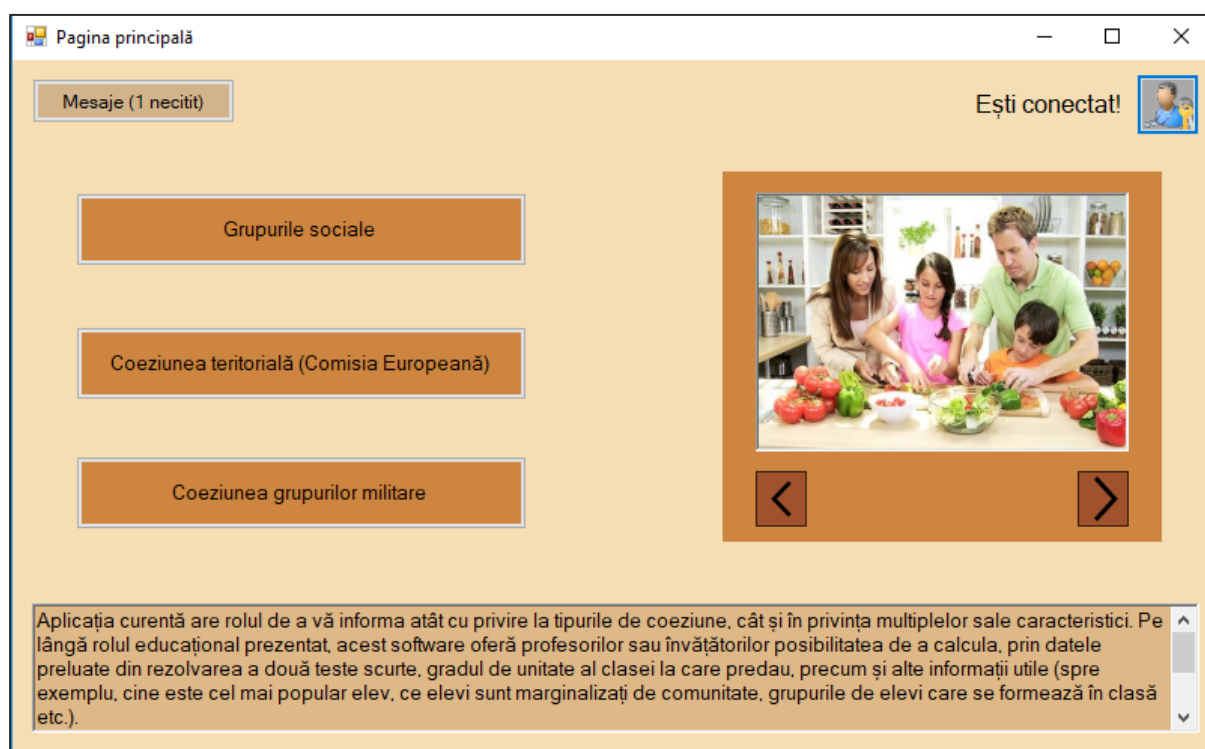 Pagina principală
Mesaje (1 necitit)
Ești conectat!
Grupurile sociale
Coeziunea teritorială (Comisia Europeană)
Coeziunea grupurilor militare
Aplicația curentă are rolul de a vă informa atât cu privire la tipurile de coeziune, cât și în privința multiplelor sale caracteristici. Pe
lângă rolul educațional prezentat, acest software oferă profesorilor sau învățătorilor posibilitatea de a calcula, prin datele
preluate din rezolvarea a două teste scurte, gradul de unitate al clasei la care predau, precum și alte informații utile (spre
exemplu, cine este cel mai popular elev, ce elevi sunt marginalizați de comunitate, grupurile de elevi care se formează în clasă
etc.).